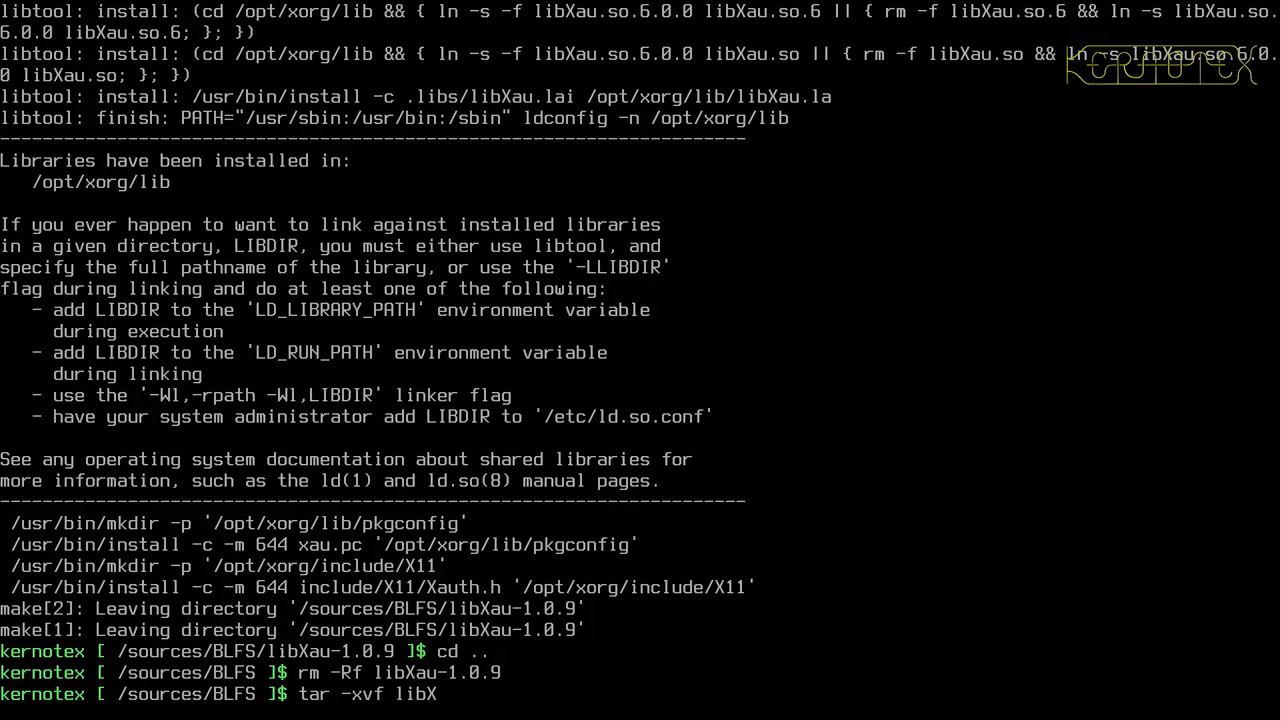 libtool: install: (cd /opt/xorg/lib && { ln -s -f libXau.so.6.0.0 libXau.so.6 || { rm -f libXau.so.6 && ln -s libXau.so.
6.0.0 libXau.so.6; }; })
libtool: install: (cd /opt/xorg/lib && { ln -s -f libXau.so.6.0.0 libXau.so || { rm -f libXau.so && ln -s libXau.so.6.0.
0 libXau.so; }; })
KERNOTEX
libtool: install: /usr/bin/install -c .libs/libXau.lai /opt/xorg/lib/libXau.la
libtool: finish: PATH="/usr/sbin:/usr/bin:/sbin" ldconfig -n /opt/xorg/lib
----------------------------------------------------------------------
Libraries have been installed in:
   /opt/xorg/lib

If you ever happen to want to link against installed libraries
in a given directory, LIBDIR, you must either use libtool, and
specify the full pathname of the library, or use the '-LLIBDIR'
flag during linking and do at least one of the following:
   - add LIBDIR to the 'LD_LIBRARY_PATH' environment variable
     during execution
   - add LIBDIR to the 'LD_RUN_PATH' environment variable
     during linking
   - use the '-Wl,-rpath -Wl,LIBDIR' linker flag
   - have your system administrator add LIBDIR to '/etc/ld.so.conf'

See any operating system documentation about shared libraries for
more information, such as the ld(1) and ld.so(8) manual pages.
----------------------------------------------------------------------
 /usr/bin/mkdir -p '/opt/xorg/lib/pkgconfig'
 /usr/bin/install -c -m 644 xau.pc '/opt/xorg/lib/pkgconfig'
 /usr/bin/mkdir -p '/opt/xorg/include/X11'
 /usr/bin/install -c -m 644 include/X11/Xauth.h '/opt/xorg/include/X11'
make[2]: Leaving directory '/sources/BLFS/libXau-1.0.9'
make[1]: Leaving directory '/sources/BLFS/libXau-1.0.9'
kernotex [ /sources/BLFS/libXau-1.0.9 ]$ cd ..
kernotex [ /sources/BLFS ]$ rm -Rf libXau-1.0.9
kernotex [ /sources/BLFS ]$ tar -xvf libX